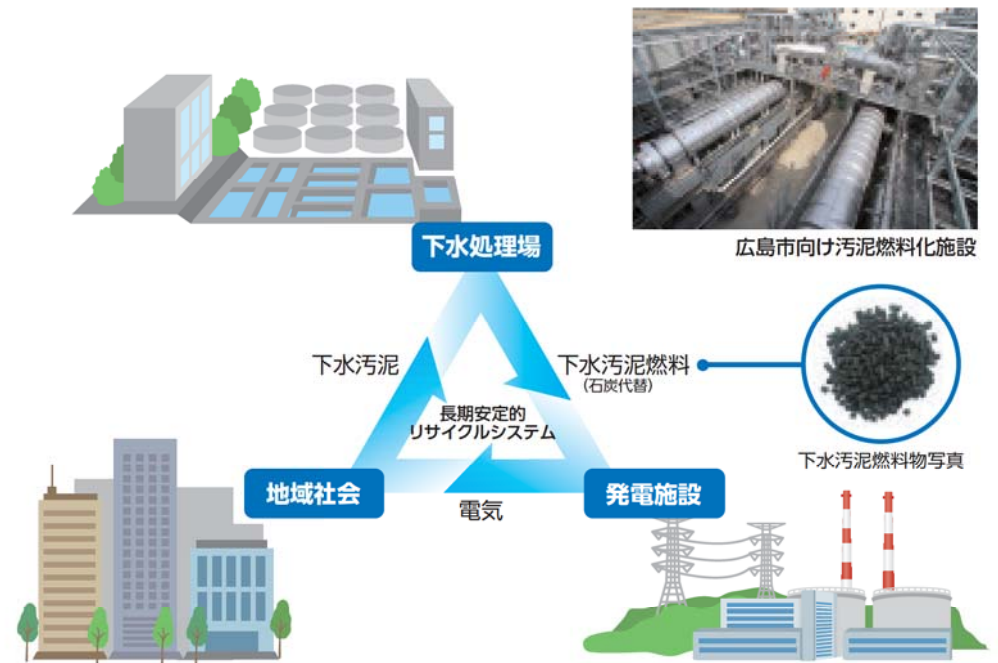 広島市向け汚泥燃料化施設
下水処理場
下水汚泥
下水汚泥燃料
(石炭代替)
長期安定的
リサイクルシステム
下水汚泥燃料物写真
地域社会
電気
発電施設